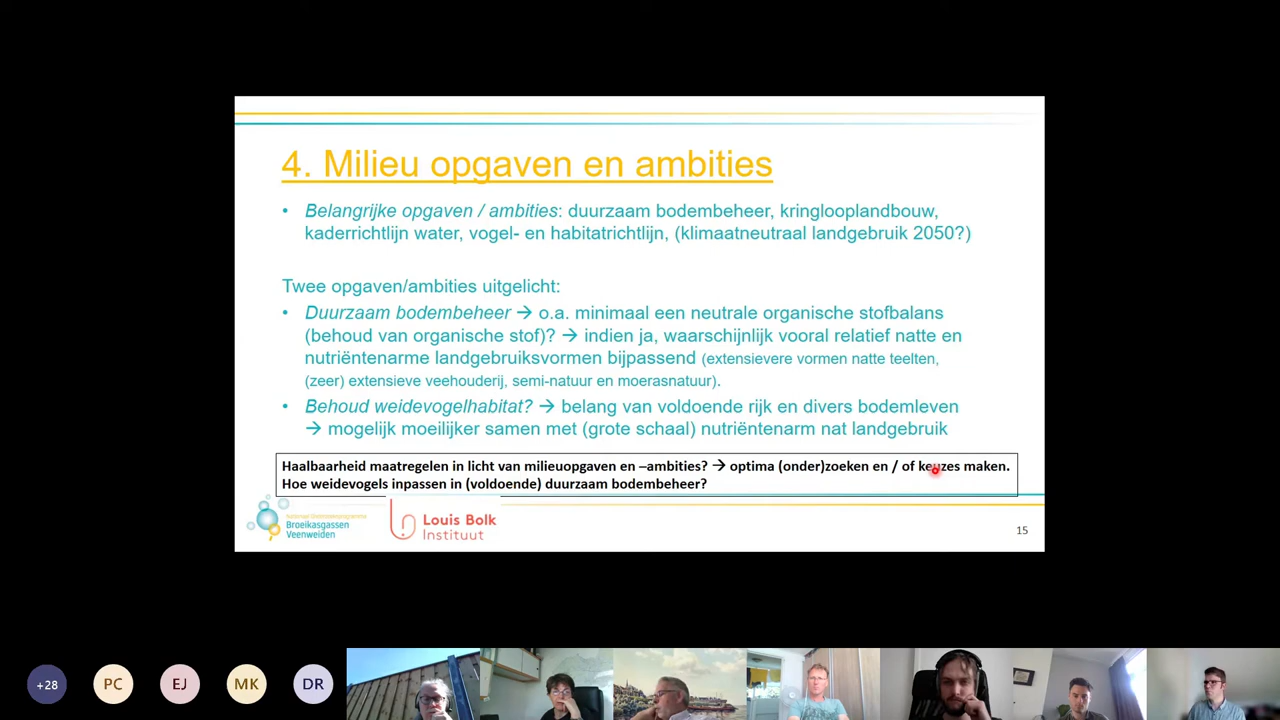 4. Milieu opgaven en ambities
• Belangrijke opgaven / ambities: duurzaam bodembeheer, kringlooplandbouw,
kaderrichtlijn water, vogel- en habitatrichtlijn, (klimaatneutraal landgebruik 2050?)
Twee opgaven/ambities uitgelicht:
• Duurzaam bodembeheer → o.a. minimaal een neutrale organische stofbalans
(behoud van organische stof)? → indien ja, waarschijnlijk vooral relatief natte en
nutriëntenarme landgebruiksvormen bijpassend (extensievere vormen natte teelten,
(zeer) extensieve veehouderij, semi-natuur en moerasnatuur).
• Behoud weidevogelhabitat? → belang van voldoende rijk en divers bodemleven
→ mogelijk moeilijker samen met (grote schaal) nutriëntenarm nat landgebruik
Haalbaarheid maatregelen in licht van milieuopgaven en –ambities? → optima (onder)zoeken en / of keuzes maken.
Hoe weidevogels inpassen in (voldoende) duurzaam bodembeheer?
Nationaal Onderzoeksprogramma
Broeikasgassen
Veenweiden
Louis Bolk
Instituut
15
+28
PC
EJ
MK
DR